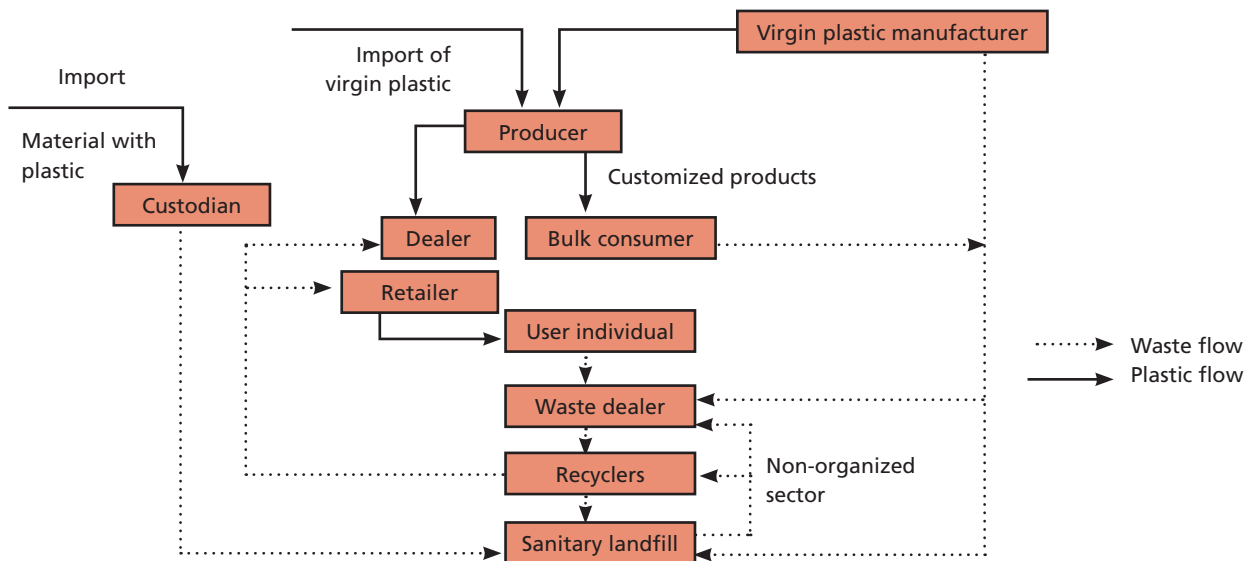 Virgin plastic manufacturer
Import of
virgin plastic
Import
Producer
Material with
plastic
Customized products
Custodian
Dealer
Bulk consumer
Retailer
User individual
Waste flow
Plastic flow
Waste dealer
Recyclers
Non-organized
sector
Sanitary landfill